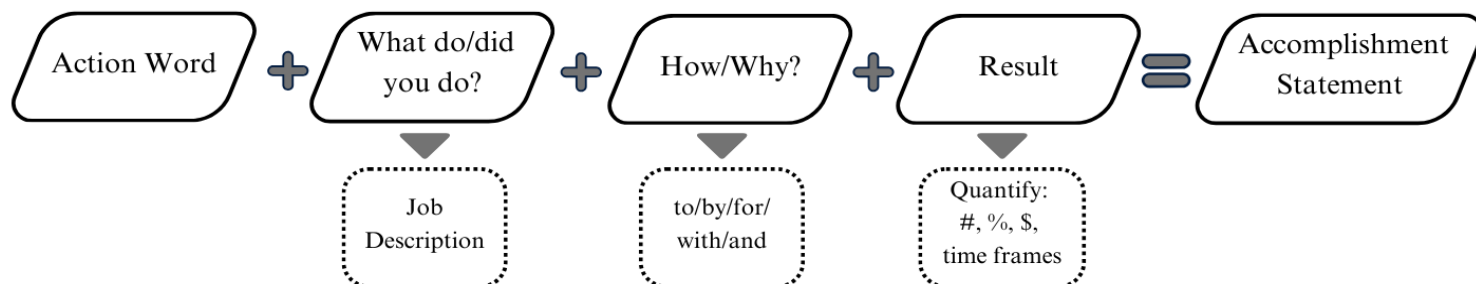 Action Word
What do/did
you do?
How/Why?
Result
Accomplishment
Statement
Job
Description
to/by/for/
with/and
Quantify:
#, %, $,
time frames